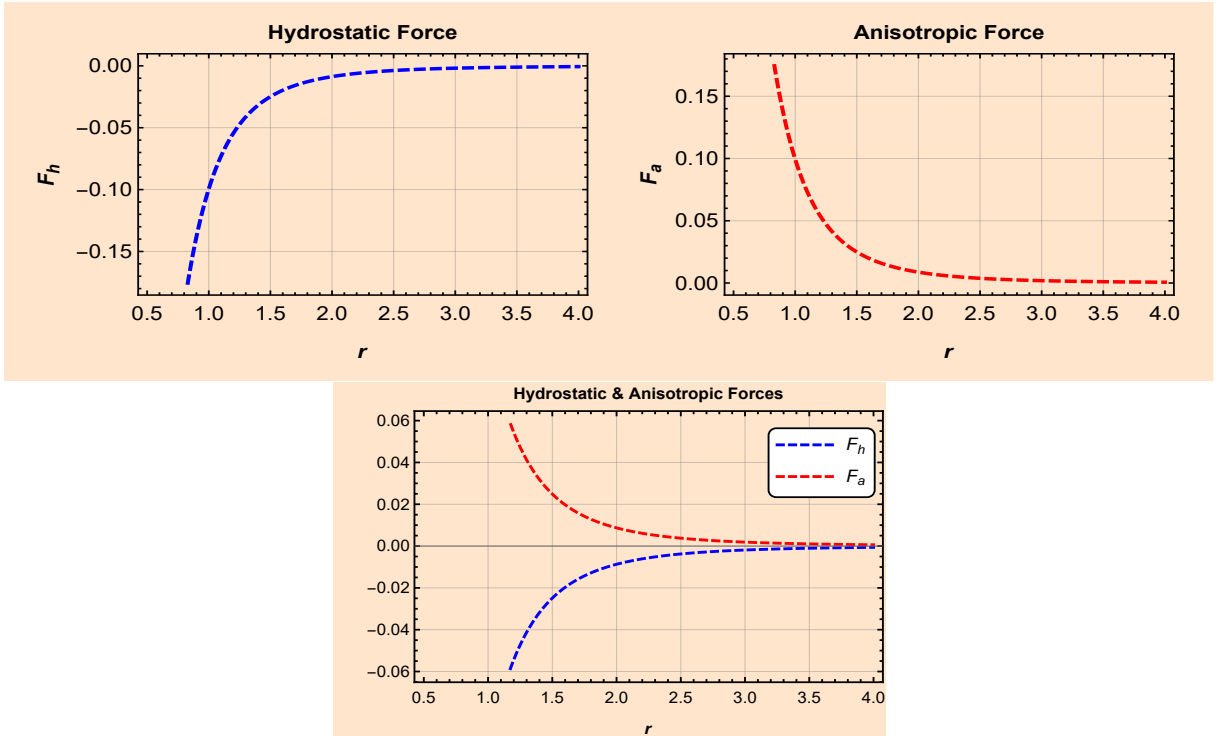 Hydrostatic Force
0.00
-0.05
-0.10
-0.15
F_h
0.5 1.0 1.5 2.0 2.5 3.0 3.5 4.0
r
Anisotropic Force
0.15
0.10
0.05
0.00
F_a
0.5 1.0 1.5 2.0 2.5 3.0 3.5 4.0
r
Hydrostatic & Anisotropic Forces
0.06
0.04
0.02
0.00
-0.02
-0.04
-0.06
F_h
F_a
0.5 1.0 1.5 2.0 2.5 3.0 3.5 4.0
r